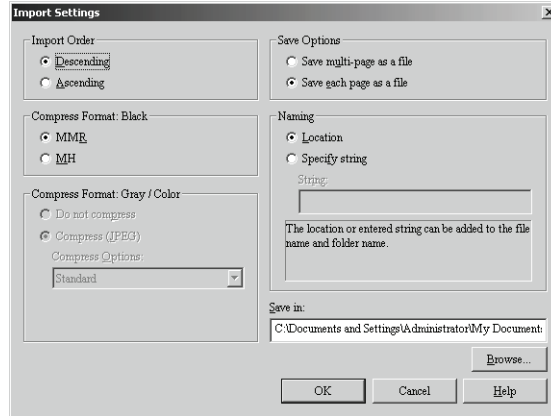 Import Settings
Import Order
Descending
Ascending
Compress Format: Black
MMR
MH
Compress Format: Gray / Color
Do not compress
Compress (JPEG)
Compress Options:
Standard
Save Options
Save multi-page as a file
Save each page as a file
Naming
Location
Specify string
String:
The location or entered string can be added to the file
name and folder name.
Save in:
C:\Documents and Settings\Administrator\My Document
Browse...
OK
Cancel
Help